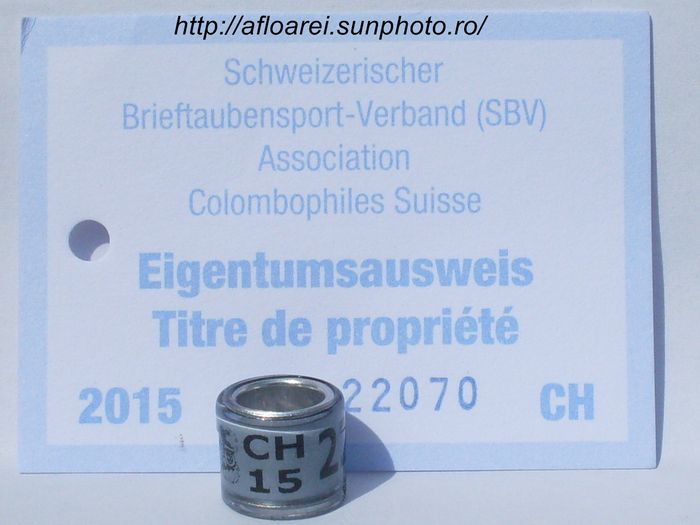 http://afloarei.sunphoto.ro/
Schweizerischer
Brieftaubensport-Verband (SBV)
Association
Colombophiles Suisse
Eigentumsausweis
Titre de propriété
2015 22070 CH
CH 2
15